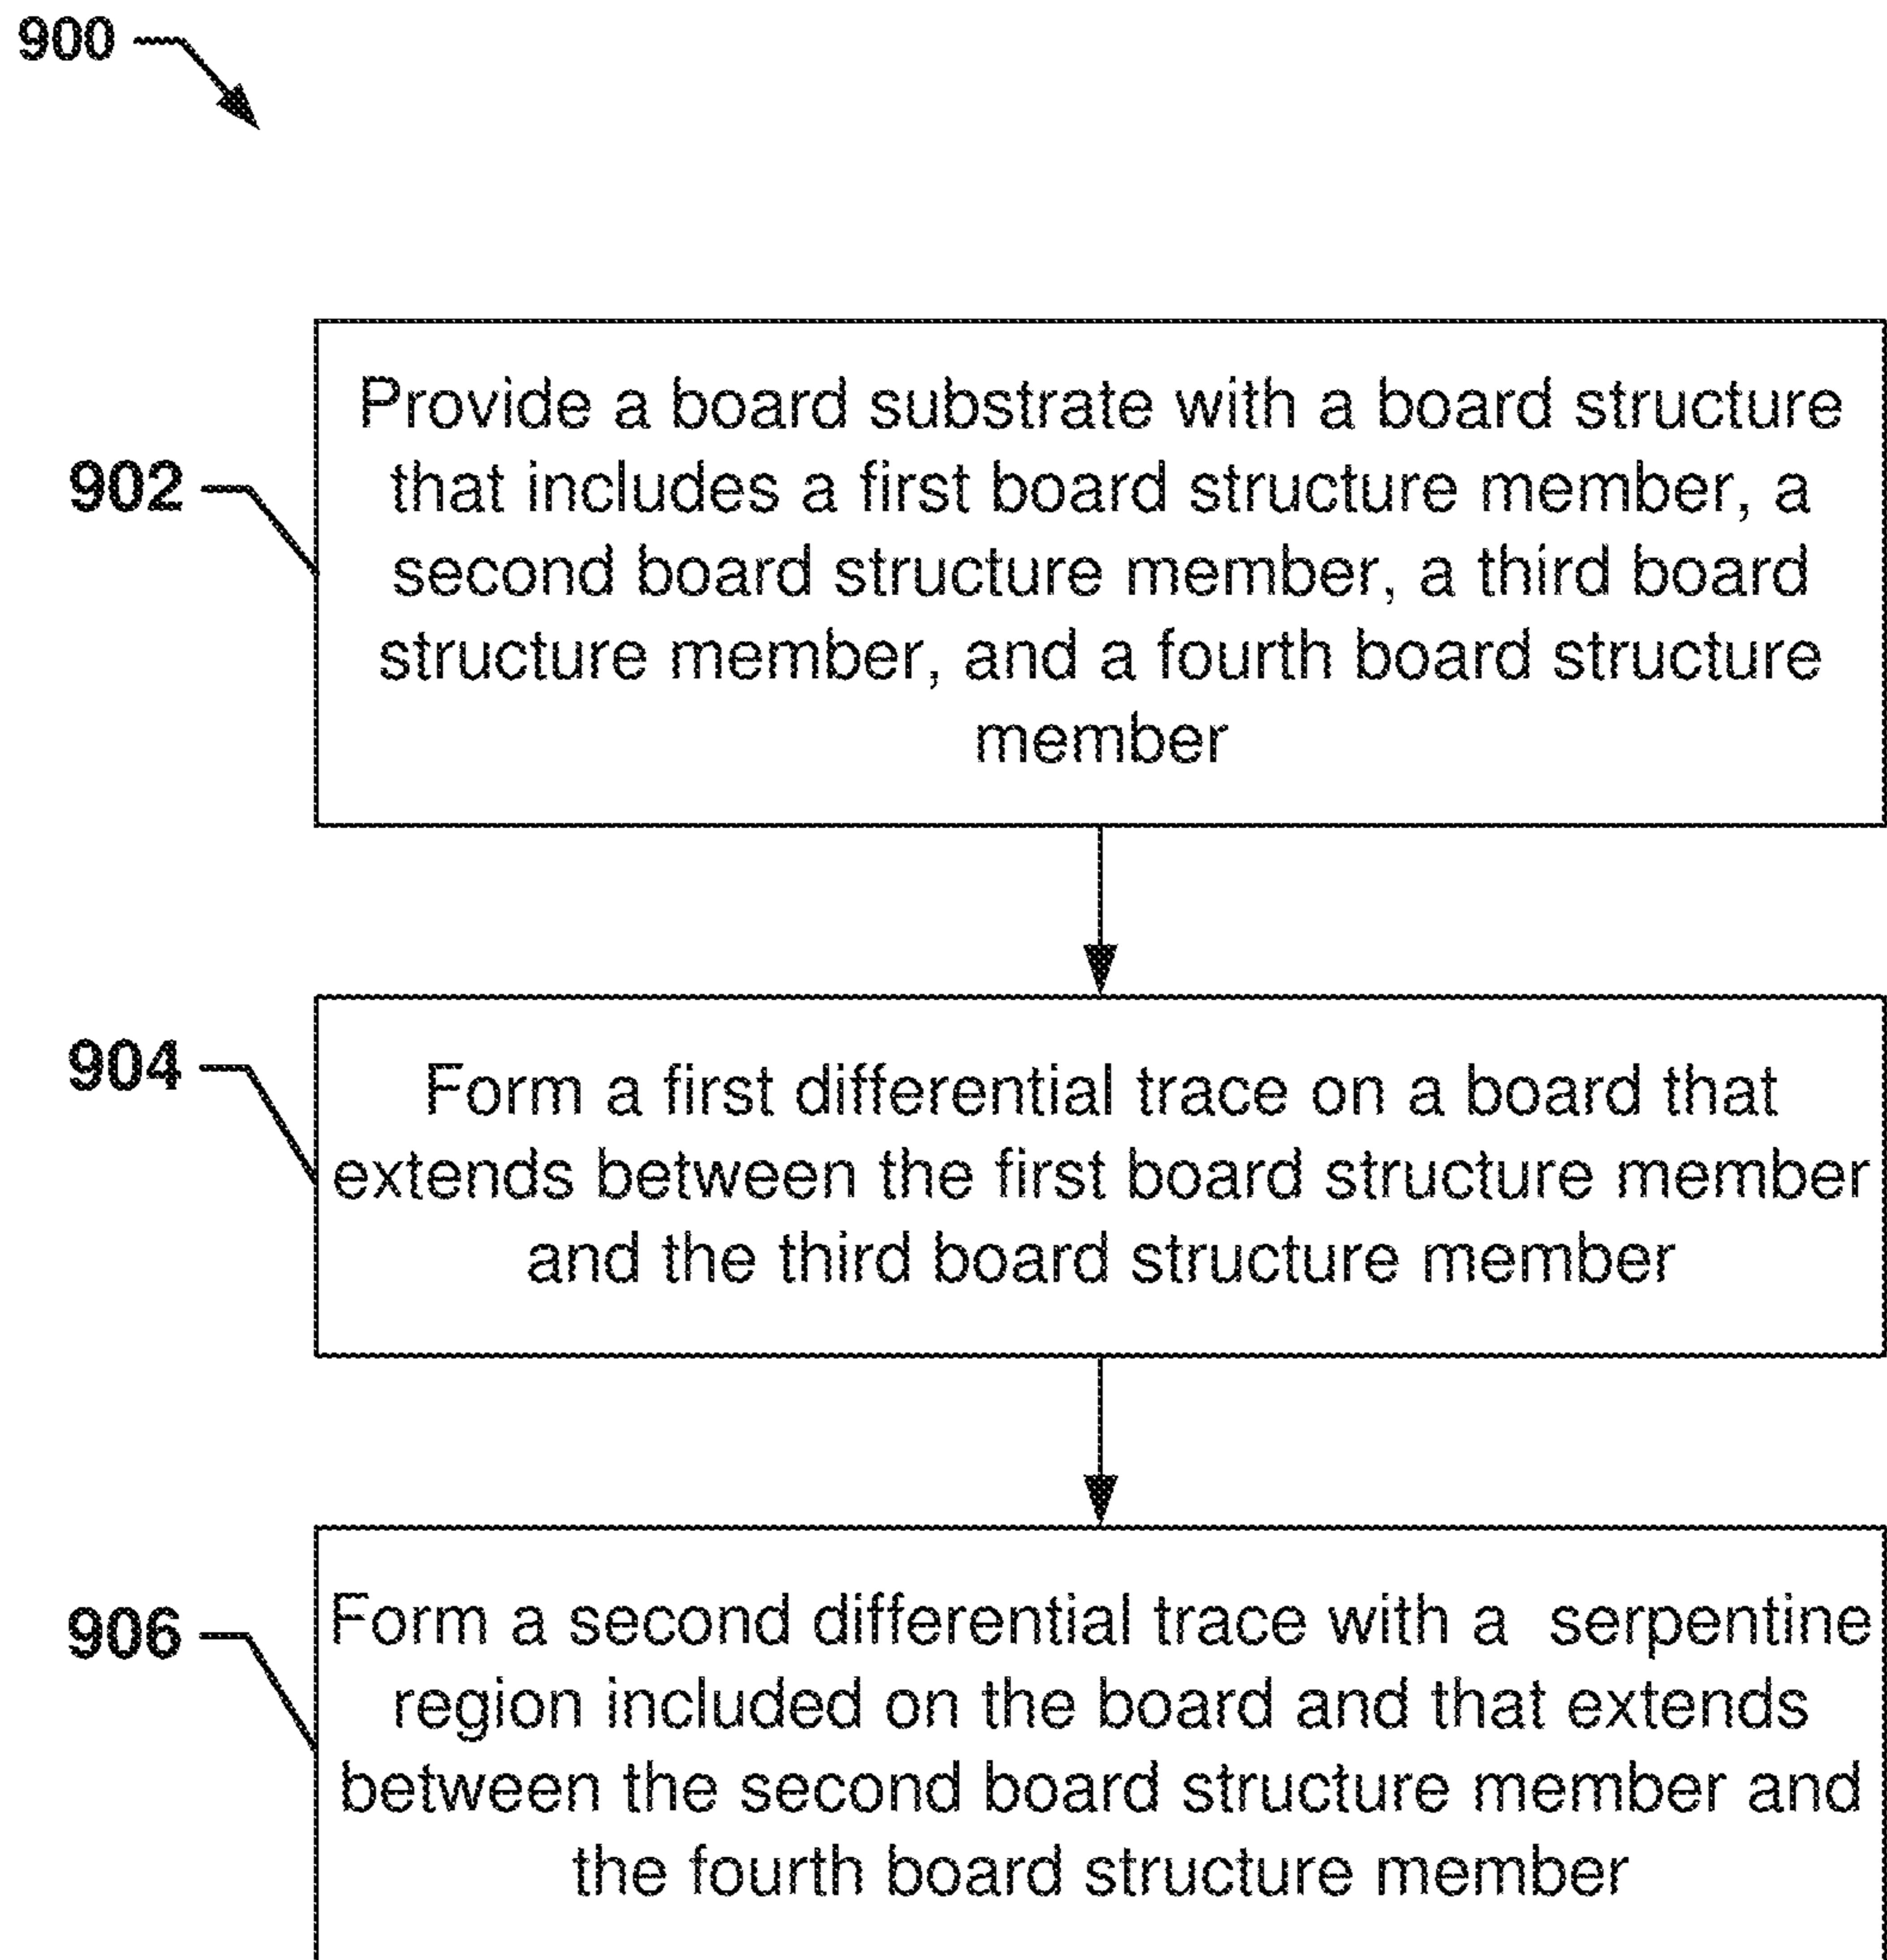 900
902
Provide a board substrate with a board structure
that includes a first board structure member, a
second board structure member, a third board
structure member, and a fourth board structure
member
904
Form a first differential trace on a board that
extends between the first board structure member
and the third board structure member
906
Form a second differential trace with a serpentine
region included on the board and that extends
between the second board structure member and
the fourth board structure member